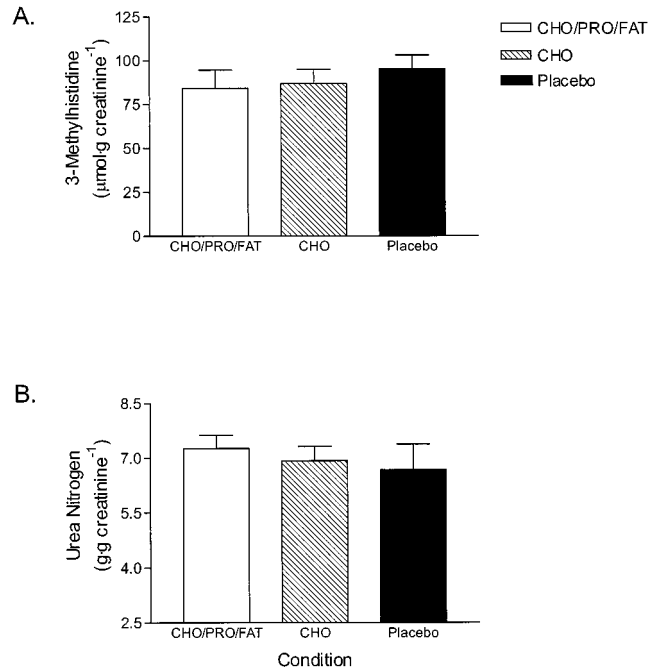 A.
CHO/PRO/FAT
CHO
Placebo
3-Methylhistidine
(μmol·g creatinine⁻¹)
125
100
75
50
25
0
CHO/PRO/FAT CHO Placebo
B.
Urea Nitrogen
(g·g creatinine⁻¹)
8.5
7.0
5.5
4.0
2.5
CHO/PRO/FAT CHO Placebo
Condition